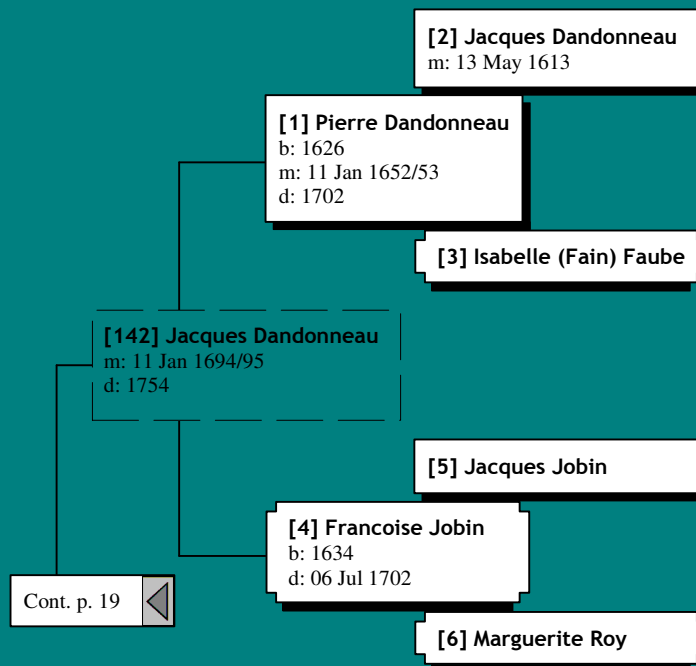 [2] Jacques Dandonneau
m: 13 May 1613
[1] Pierre Dandonneau
b: 1626
m: 11 Jan 1652/53
d: 1702
[3] Isabelle (Fain) Faube
[142] Jacques Dandonneau
m: 11 Jan 1694/95
d: 1754
[5] Jacques Jobin
[4] Francoise Jobin
b: 1634
d: 06 Jul 1702
Cont. p. 19
[6] Marguerite Roy